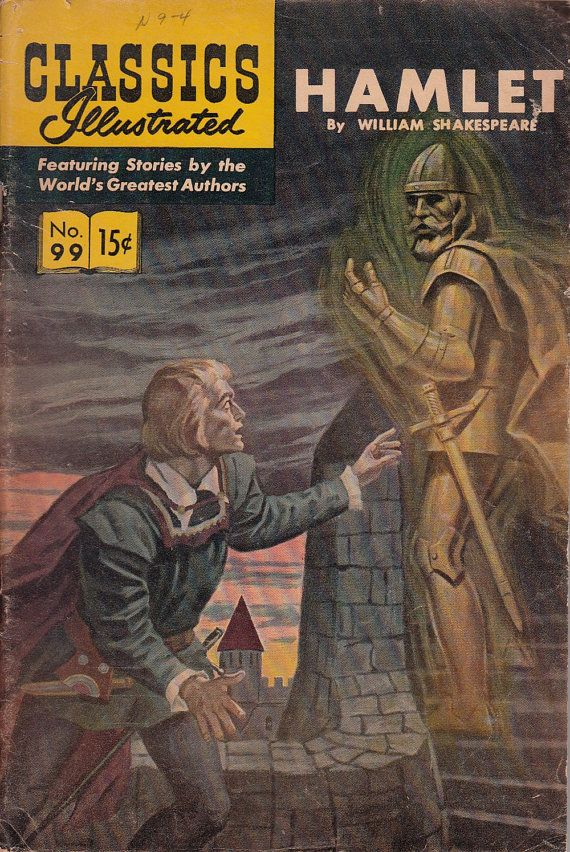 N 9-4
CLASSICS
Illustrated
HAMLET
By WILLIAM SHAKESPEARE
Featuring Stories by the
World's Greatest Authors
No.
99
15¢